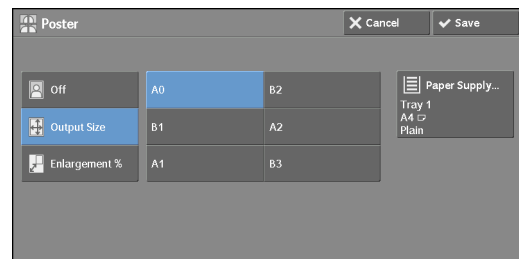 Poster
Cancel
Save
Off
A0
B2
Paper Supply...
Tray 1
A4
Plain
Output Size
B1
A2
Enlargement %
A1
B3